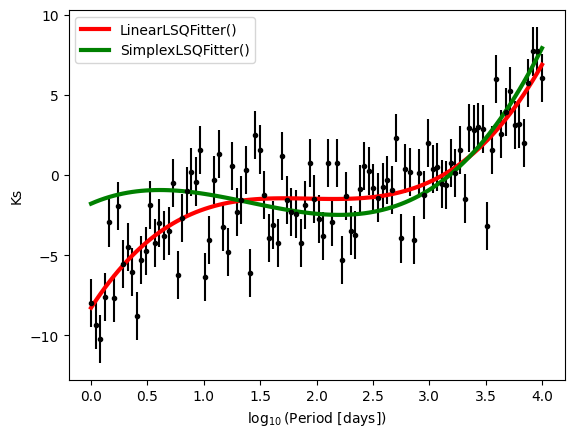 LinearLSQFitter()
SimplexLSQFitter()
10
5
0
−5
−10
Ks
0.0 0.5 1.0 1.5 2.0 2.5 3.0 3.5 4.0
log₁₀(Period [days])